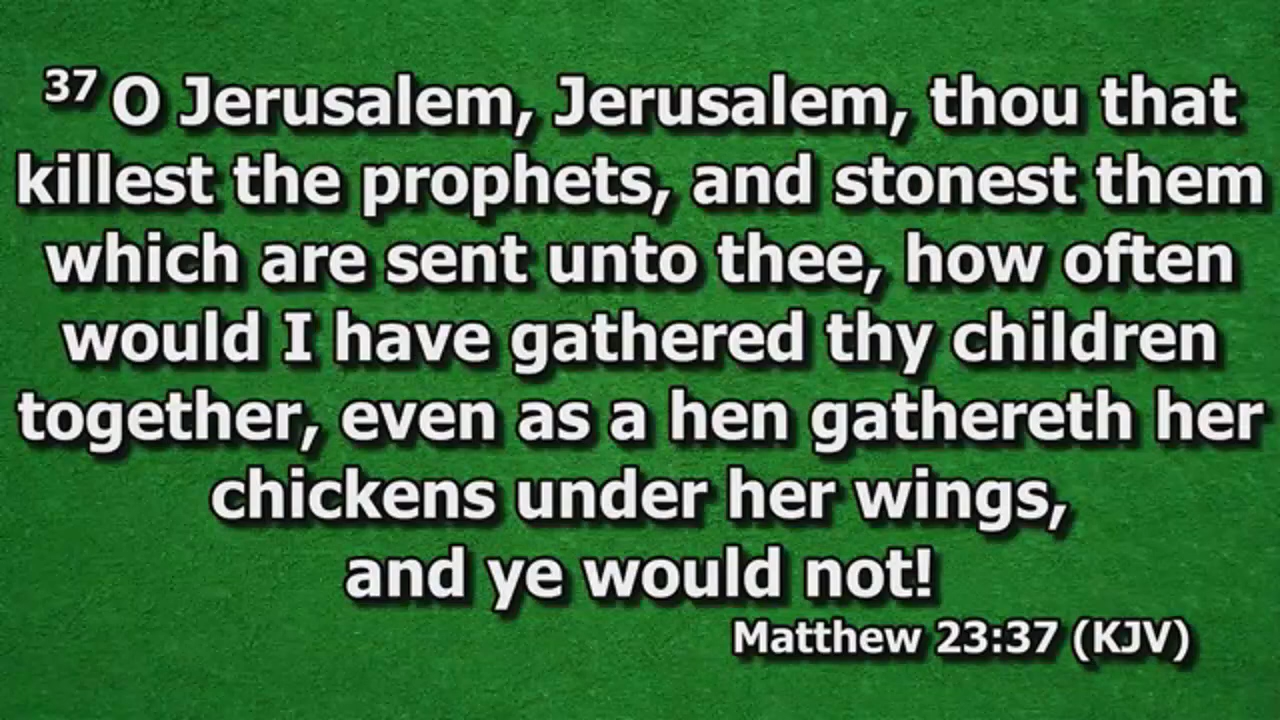 37 O Jerusalem, Jerusalem, thou that
killest the prophets, and stonest them
which are sent unto thee, how often
would I have gathered thy children
together, even as a hen gathereth her
chickens under her wings,
and ye would not!
Matthew 23:37 (KJV)